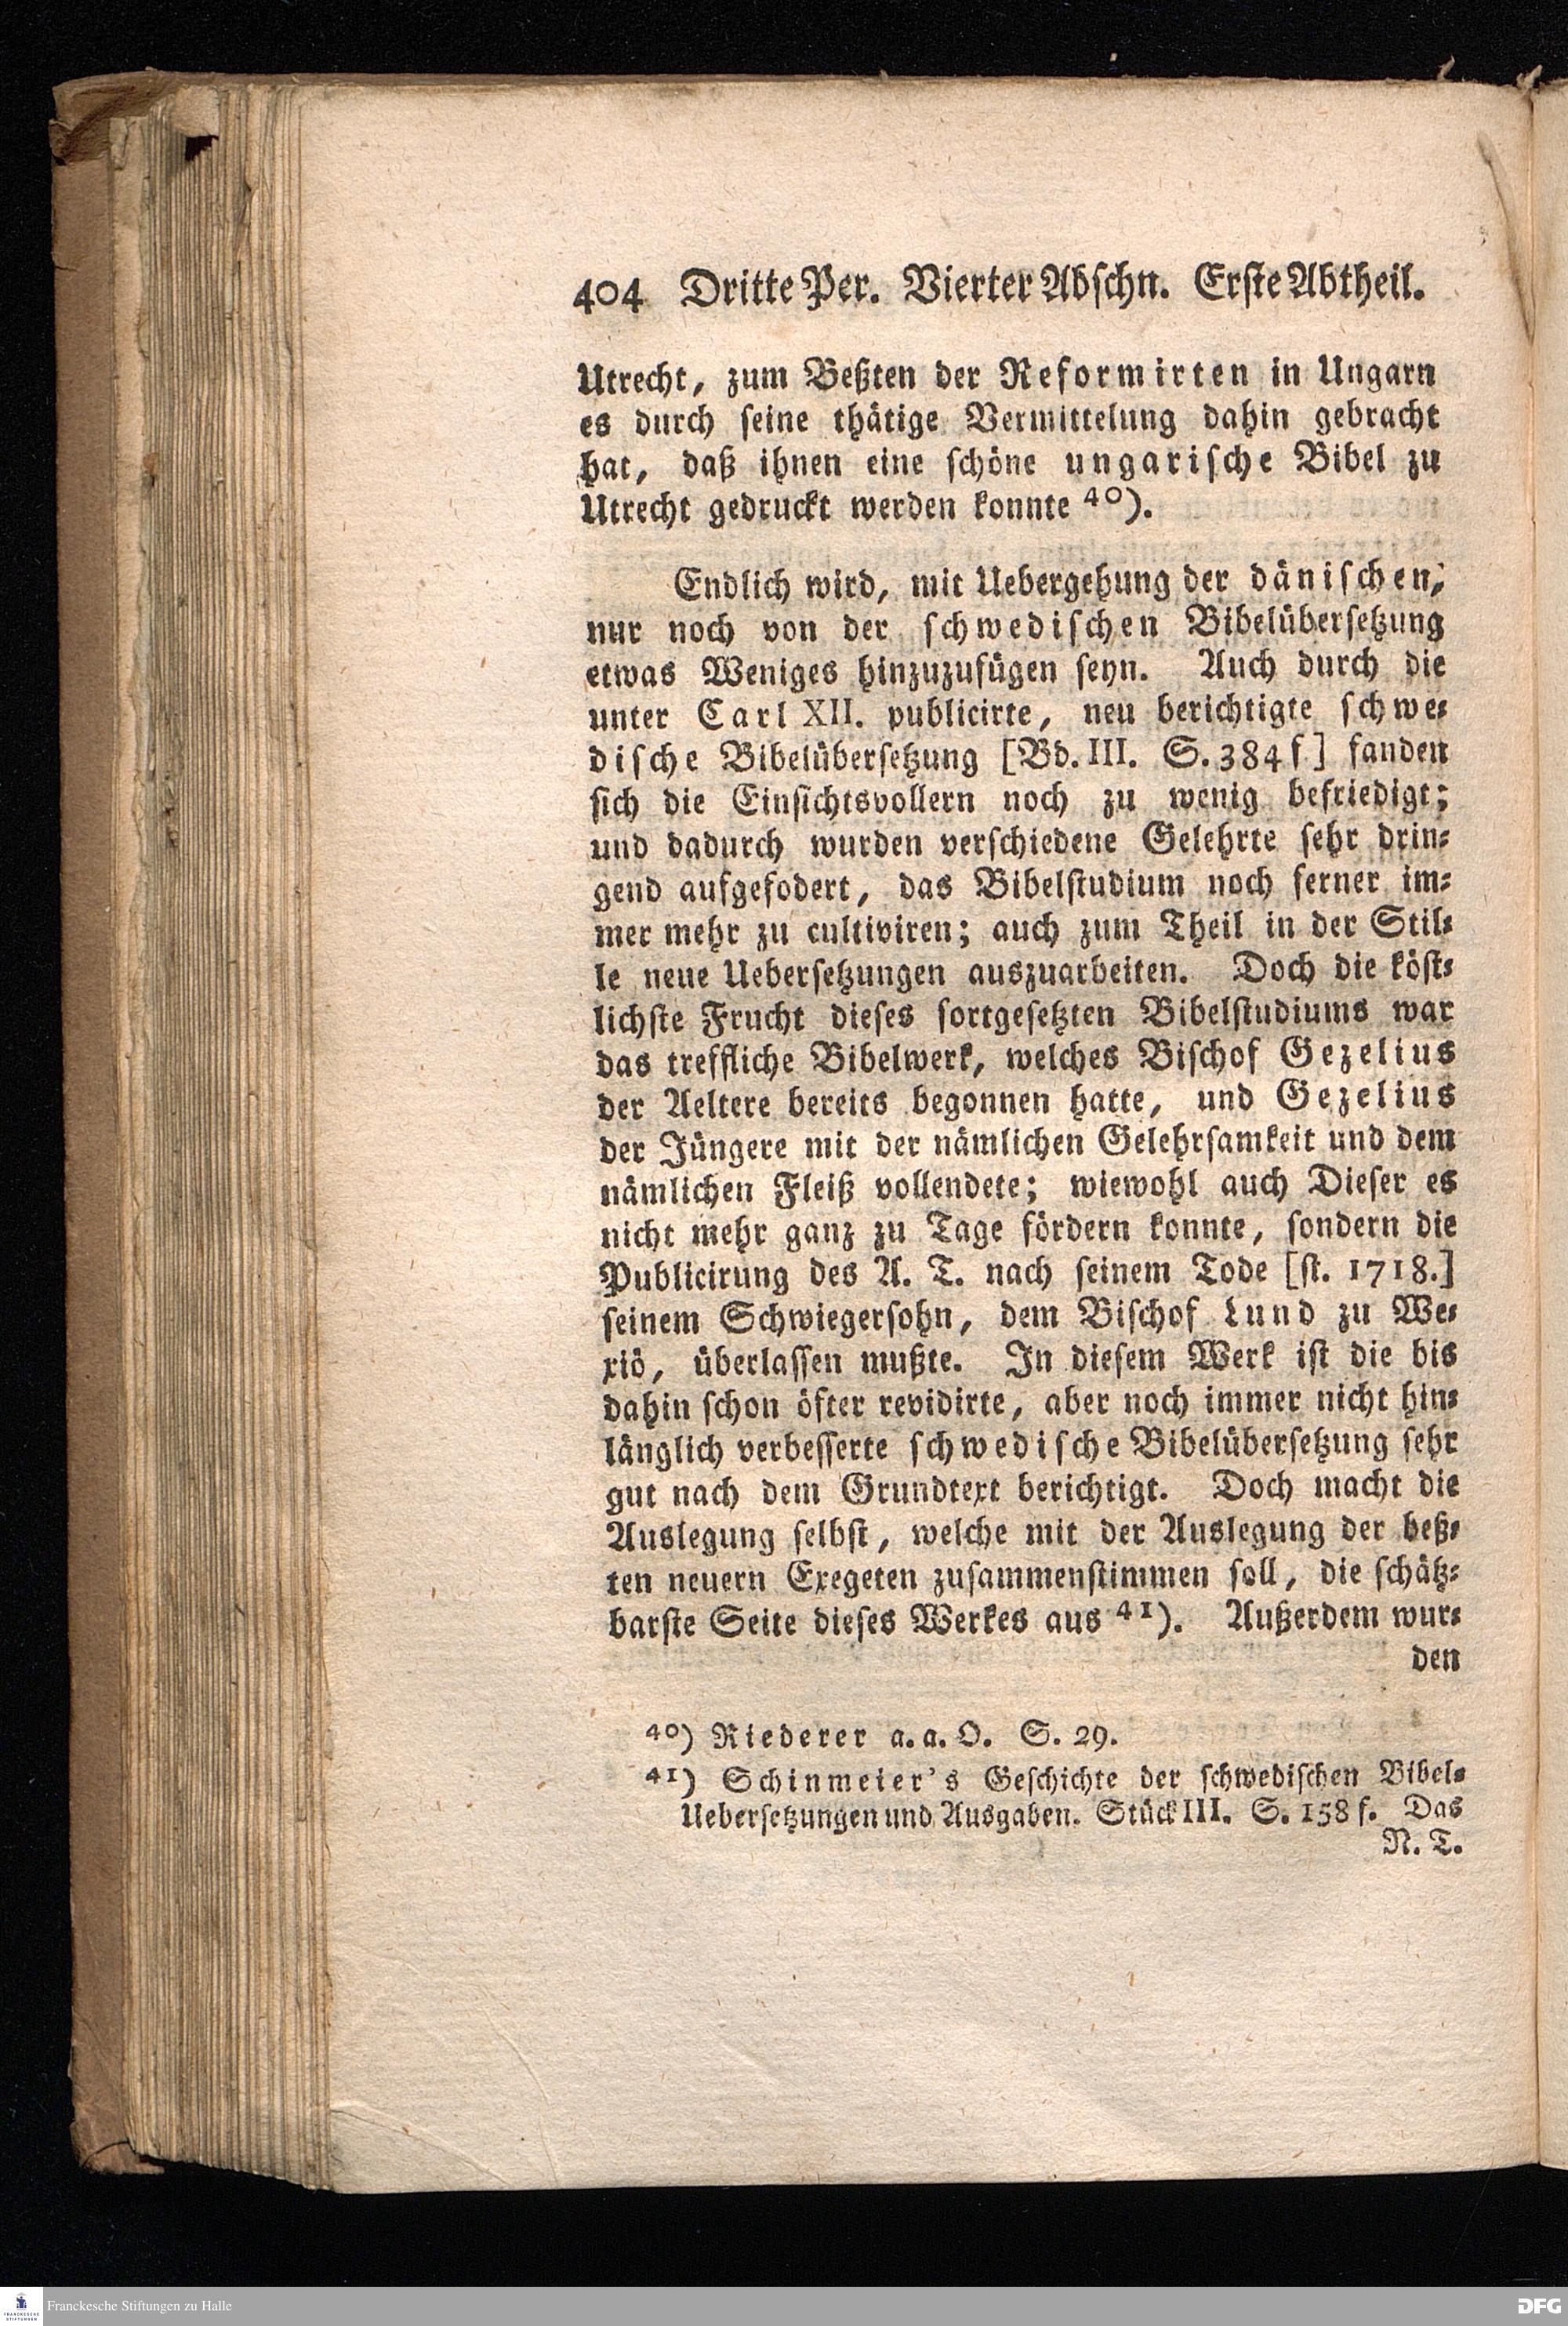 404 Dritte Per. Vierter Abschn. Erste Abtheil.
Utrecht, zum Beßten der Reformirten in Ungarn
es durch seine thätige Vermittelung dahin gebracht
hat, daß ihnen eine schöne ungarische Bibel zu
Utrecht gedruckt werden konnte 40).
Endlich wird, mit Uebergehung der dänischen,
nur noch von der schwedischen Bibelübersetzung
etwas Weniges hinzuzufügen seyn. Auch durch die
unter Carl XII. publicirte, neu berichtigte schwe-
dische Bibelübersetzung [Bd. III. S. 384 f] fanden
sich die Einsichtsvollern noch zu wenig befriedigt;
und dadurch wurden verschiedene Gelehrte sehr drin-
gend aufgefodert, das Bibelstudium noch ferner im-
mer mehr zu cultiviren; auch zum Theil in der Stil-
le neue Uebersetzungen auszuarbeiten. Doch die köst-
lichste Frucht dieses fortgesetzten Bibelstudiums war
das treffliche Bibelwerk, welches Bischof Gezelius
der Aeltere bereits begonnen hatte, und Gezelius
der Jüngere mit der nämlichen Gelehrsamkeit und dem
nämlichen Fleiß vollendete; wiewohl auch Dieser es
nicht mehr ganz zu Tage fördern konnte, sondern die
Publicirung des A. T. nach seinem Tode [st. 1718.]
seinem Schwiegersohn, dem Bischof Lund zu We-
xiö, überlassen mußte. In diesem Werk ist die bis
dahin schon öfter revidirte, aber noch immer nicht hin-
länglich verbesserte schwedische Bibelübersetzung sehr
gut nach dem Grundtext berichtigt. Doch macht die
Auslegung selbst, welche mit der Auslegung der beß-
ten neuern Exegeten zusammenstimmen soll, die schätz-
barste Seite dieses Werkes aus 41). Außerdem wur-
den
40) Riederer a. a. O. S. 29.
41) Schinmeier's Geschichte der schwedischen Bibel-
Uebersetzungen und Ausgaben. Stück III. S. 158 f. Das
N. T.
Franckesche Stiftungen zu Halle
DFG